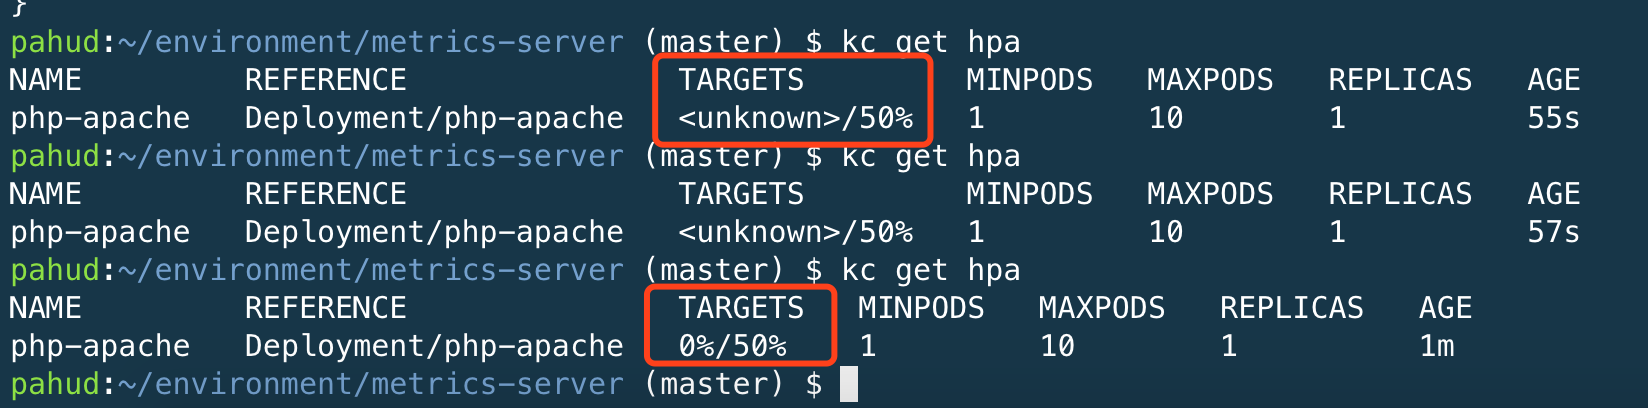 }
pahud:~/environment/metrics-server (master) $ kc get hpa
NAME REFERENCE TARGETS MINPODS MAXPODS REPLICAS AGE
php-apache Deployment/php-apache <unknown>/50% 1 10 1 55s
pahud:~/environment/metrics-server (master) $ kc get hpa
NAME REFERENCE TARGETS MINPODS MAXPODS REPLICAS AGE
php-apache Deployment/php-apache <unknown>/50% 1 10 1 57s
pahud:~/environment/metrics-server (master) $ kc get hpa
NAME REFERENCE TARGETS MINPODS MAXPODS REPLICAS AGE
php-apache Deployment/php-apache 0%/50% 1 10 1 1m
pahud:~/environment/metrics-server (master) $